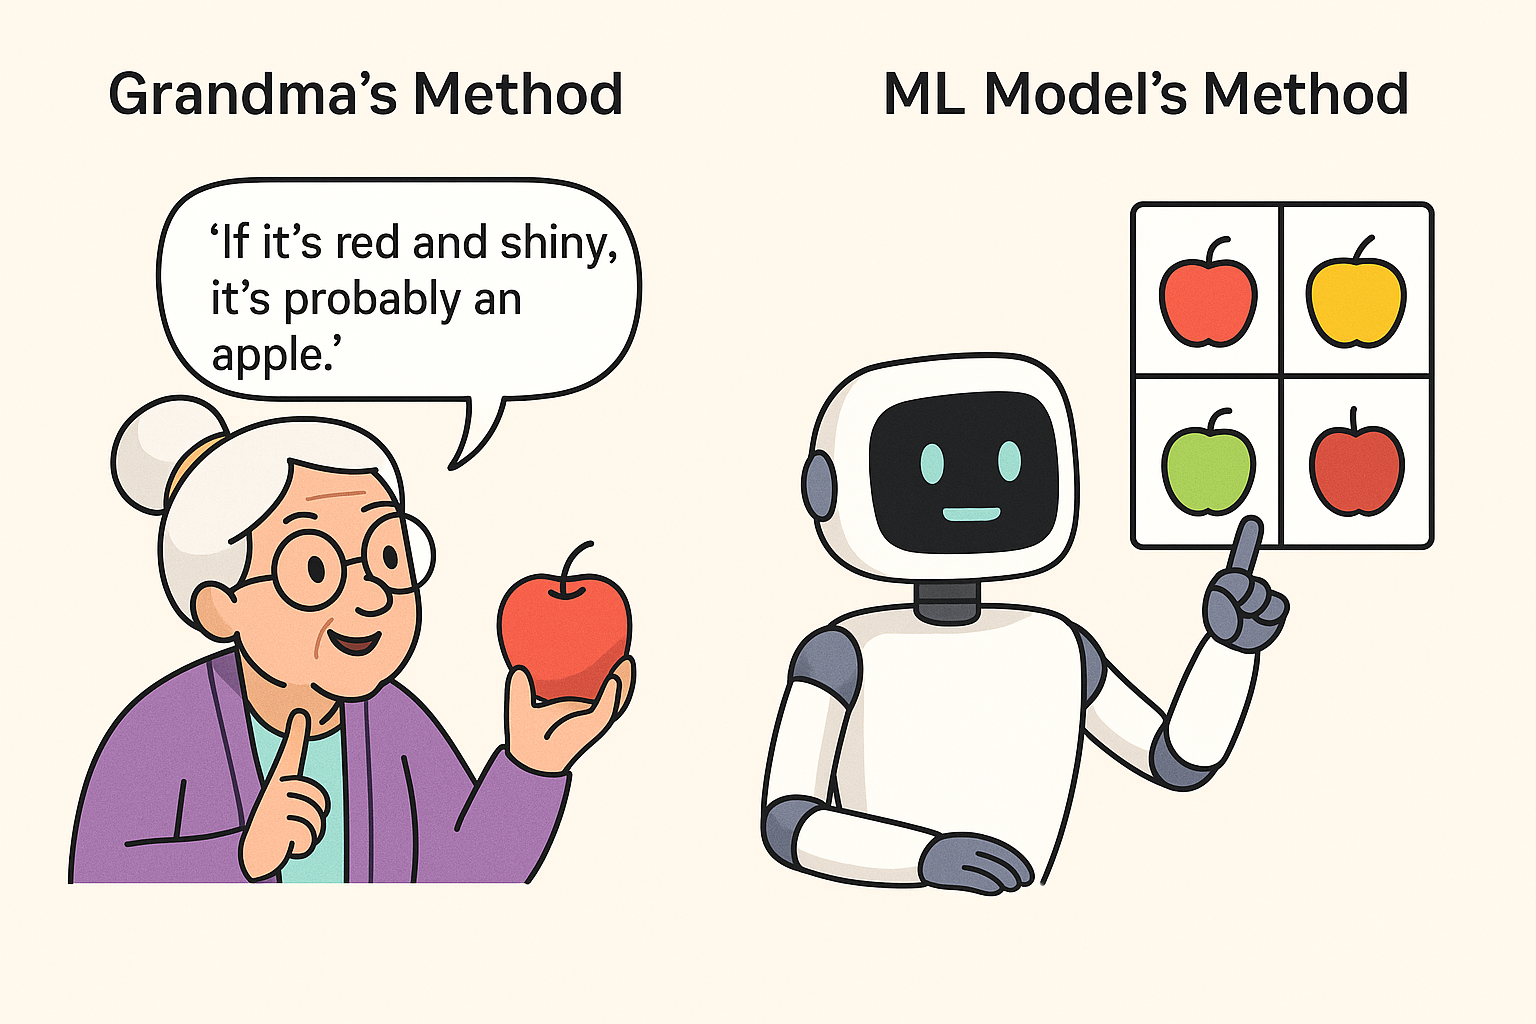 Grandma’s Method
‘If it’s red and shiny,
it’s probably an
apple.’
ML Model’s Method